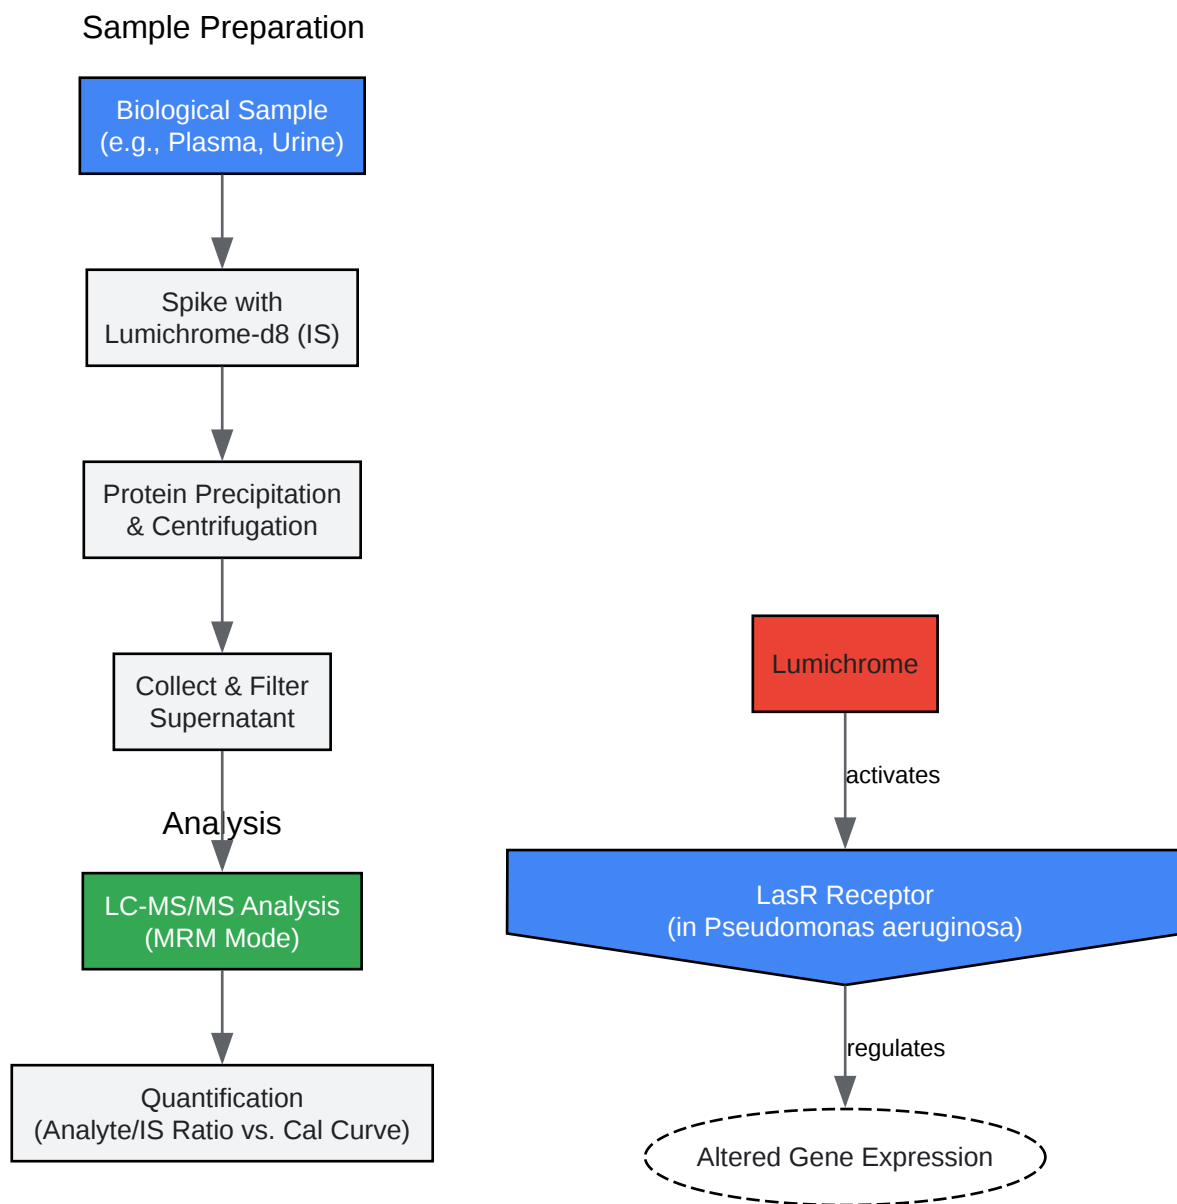 Sample Preparation
Biological Sample
(e.g., Plasma, Urine)
Spike with
Lumichrome-d8 (IS)
Protein Precipitation
& Centrifugation
Collect & Filter
Supernatant
Analysis
LC-MS/MS Analysis
(MRM Mode)
Quantification
(Analyte/IS Ratio vs. Cal Curve)
Lumichrome
activates
LasR Receptor
(in Pseudomonas aeruginosa)
regulates
Altered Gene Expression